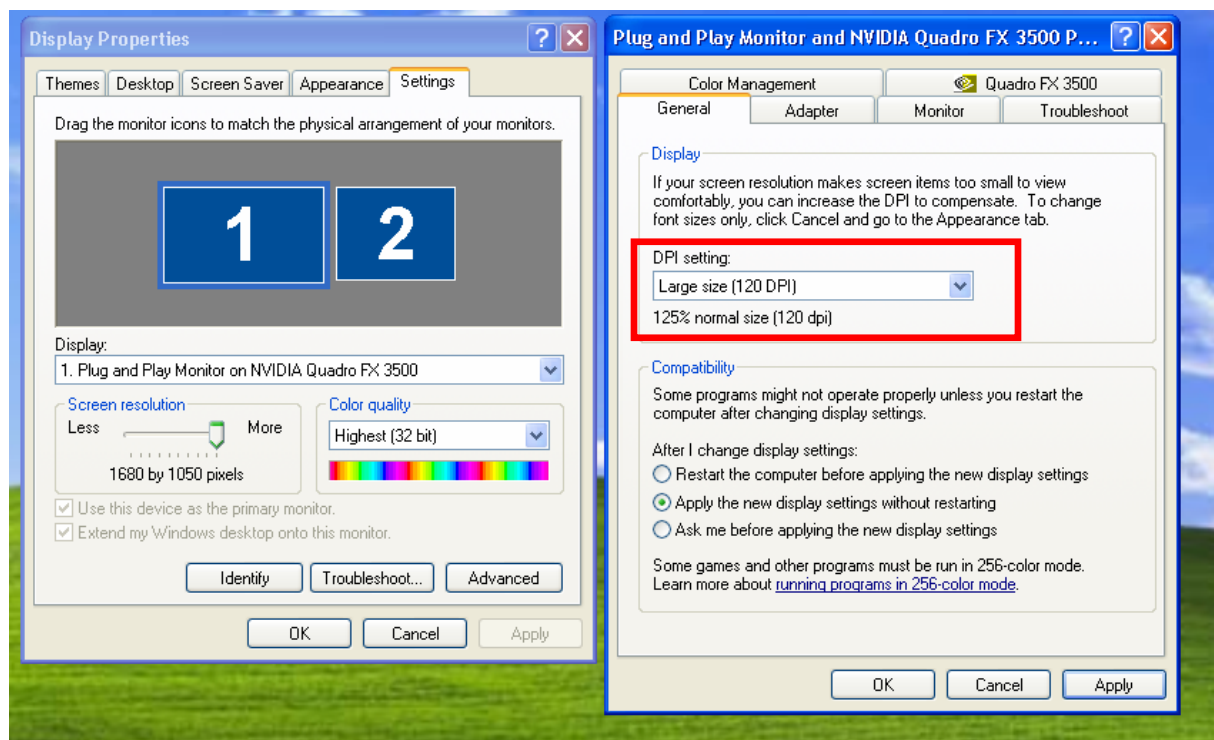 Display Properties
Themes Desktop Screen Saver Appearance Settings
Drag the monitor icons to match the physical arrangement of your monitors.
1 2
Display:
1. Plug and Play Monitor on NVIDIA Quadro FX 3500
Screen resolution
Less More
1680 by 1050 pixels
Color quality
Highest (32 bit)
Use this device as the primary monitor.
Extend my Windows desktop onto this monitor.
Identify Troubleshoot... Advanced
OK Cancel Apply
Plug and Play Monitor and NVIDIA Quadro FX 3500 P...
Color Management Quadro FX 3500
General Adapter Monitor Troubleshoot
Display
If your screen resolution makes screen items too small to view
comfortably, you can increase the DPI to compensate. To change
font sizes only, click Cancel and go to the Appearance tab.
DPI setting:
Large size (120 DPI)
125% normal size (120 dpi)
Compatibility
Some programs might not operate properly unless you restart the
computer after changing display settings.
After I change display settings:
Restart the computer before applying the new display settings
Apply the new display settings without restarting
Ask me before applying the new display settings
Some games and other programs must be run in 256-color mode.
Learn more about running programs in 256-color mode.
OK Cancel Apply